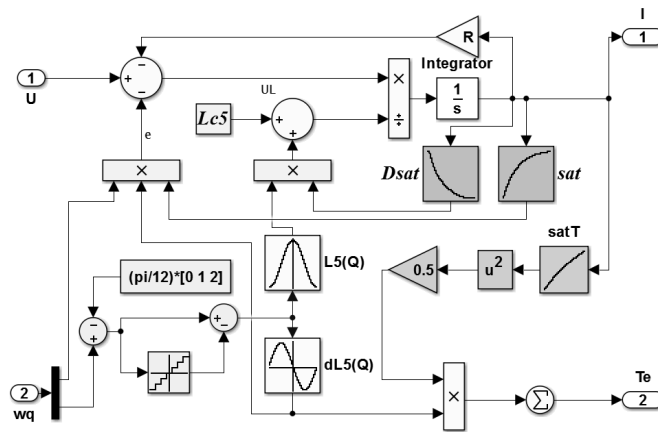 I
R
1
Integrator
1
U
UL
Lc5
×
÷
1
s
e
×
×
Dsat
sat
satT
L5(Q)
0.5
u2
(pi/12)*[0 1 2]
dL5(Q)
2
wq
×
Σ
Te
2